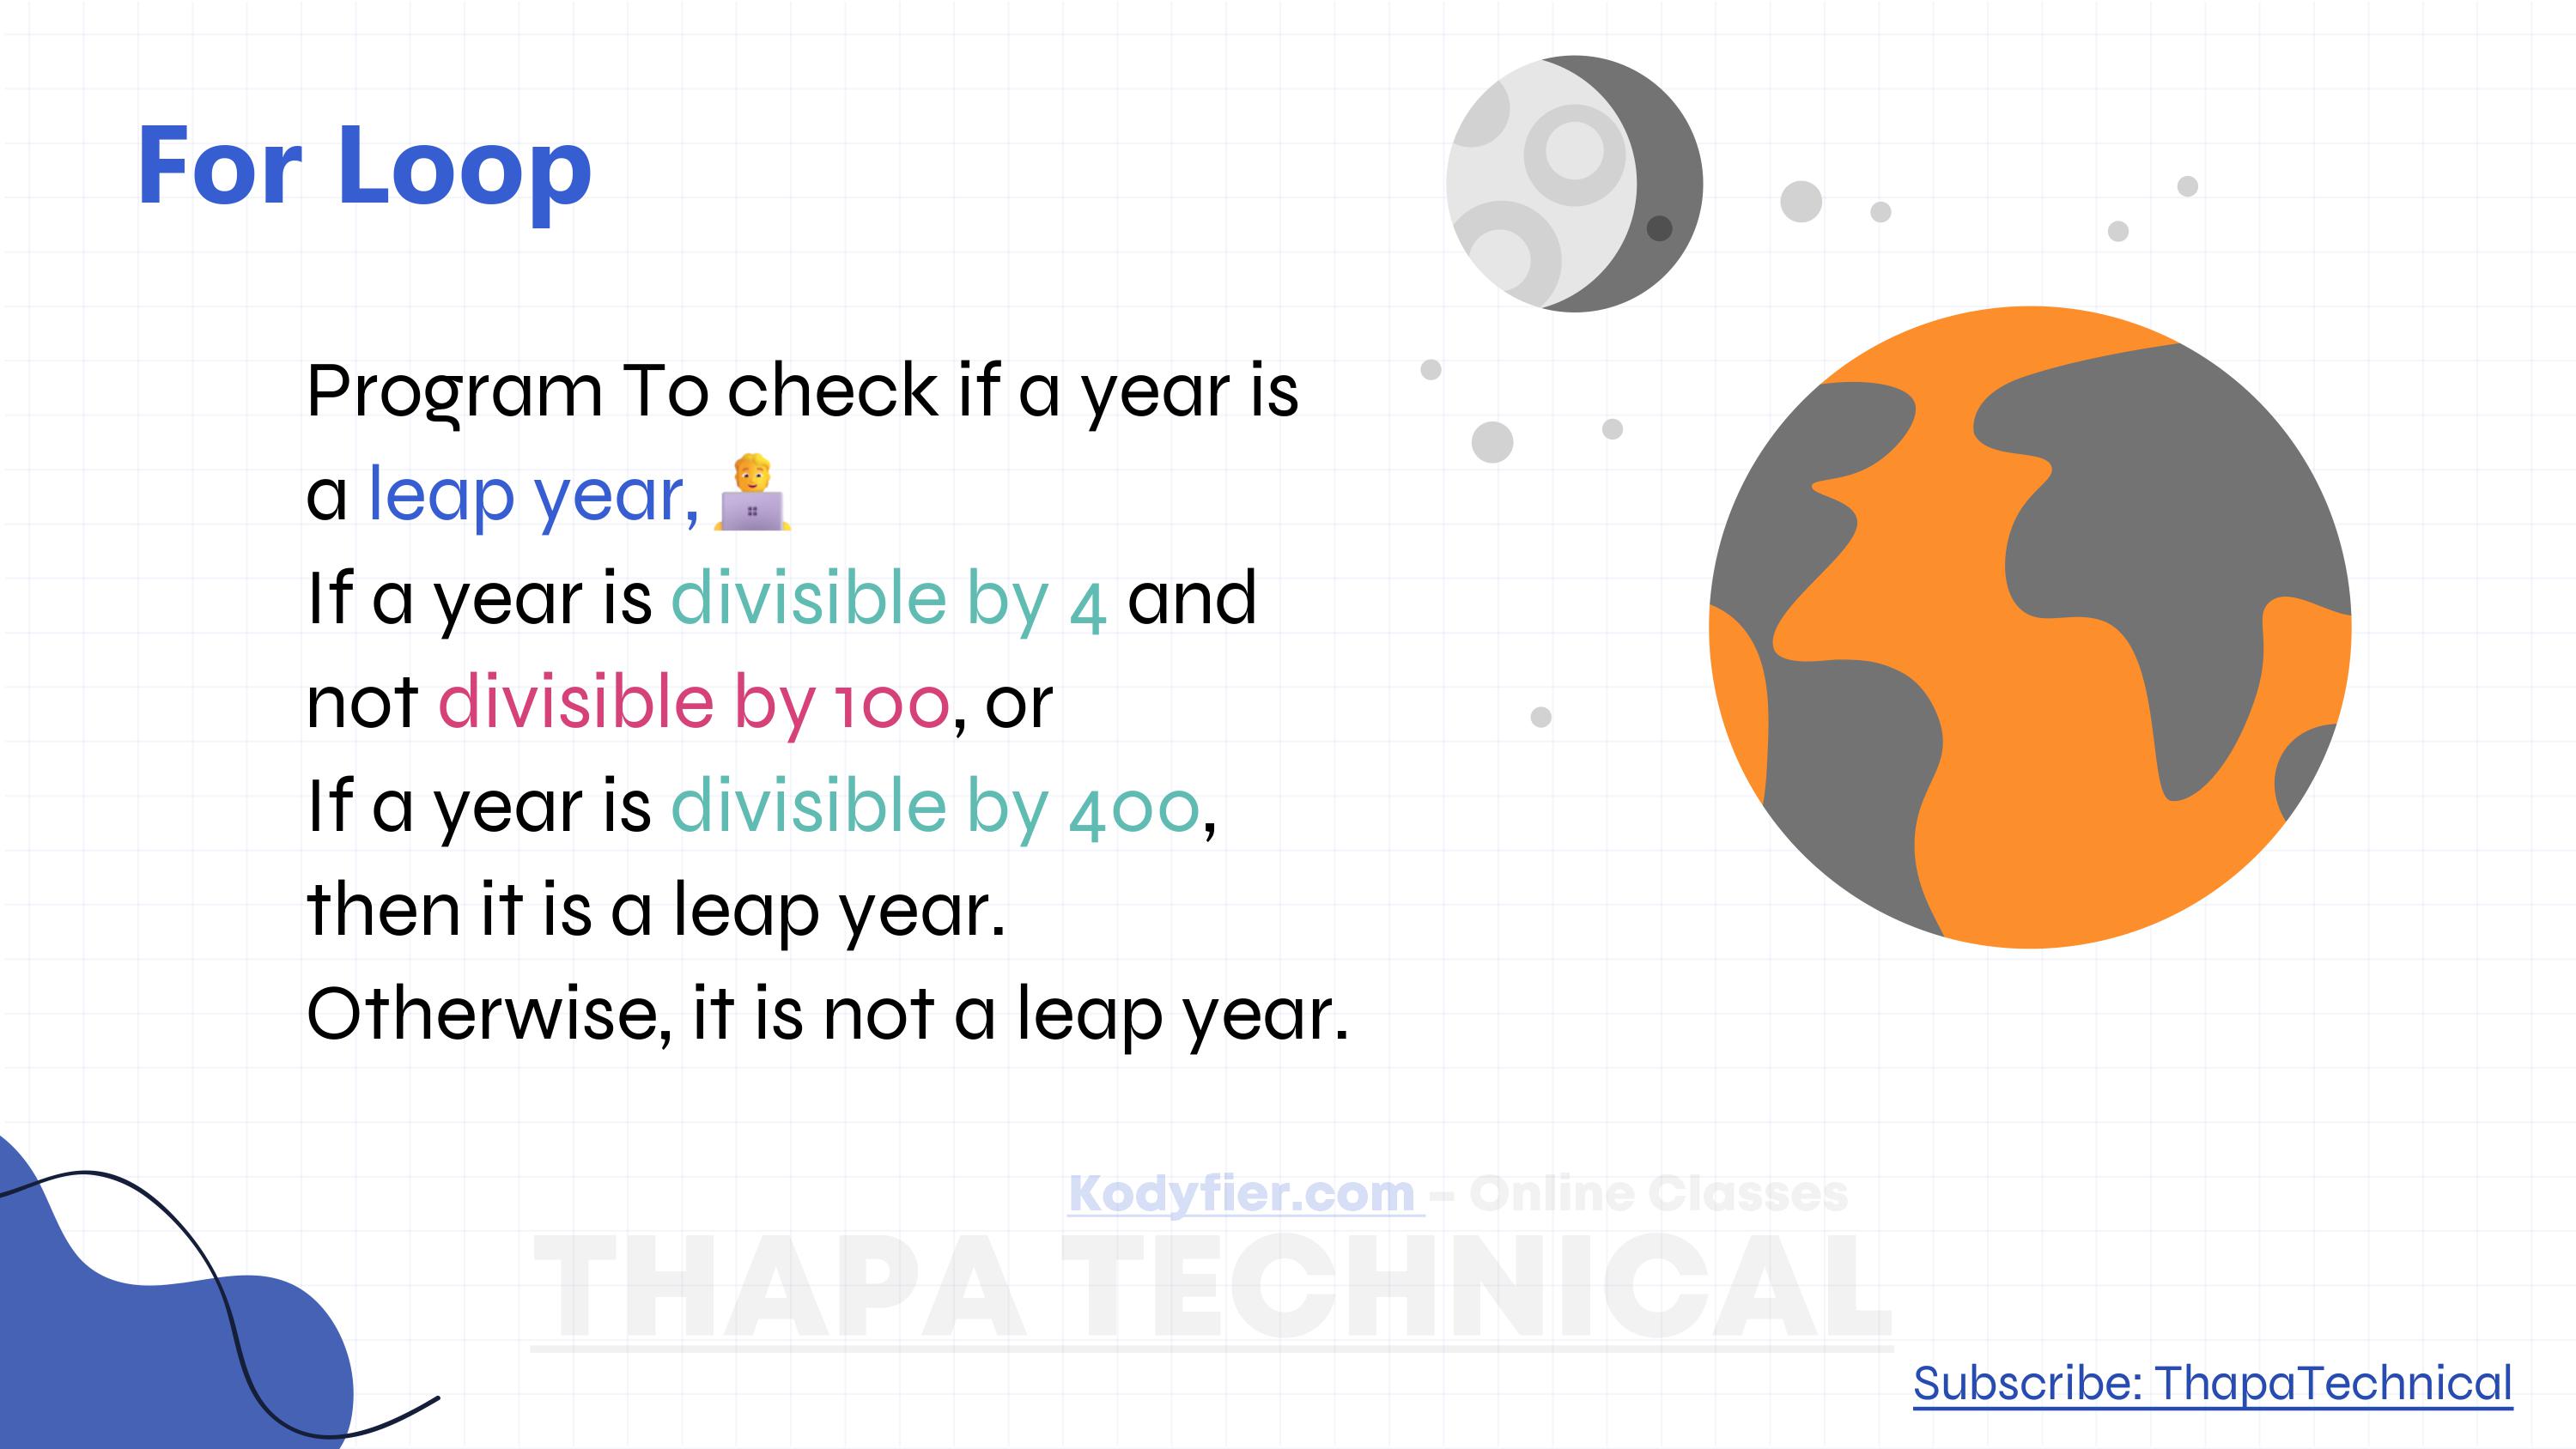 For Loop
Program To check if a year is
a leap year,
If a year is divisible by 4 and
not divisible by 100, or
If a year is divisible by 400,
then it is a leap year.
Otherwise, it is not a leap year.
Kodyfier.com - Online Classes
THAPA TECHNICAL
Subscribe: ThapaTechnical